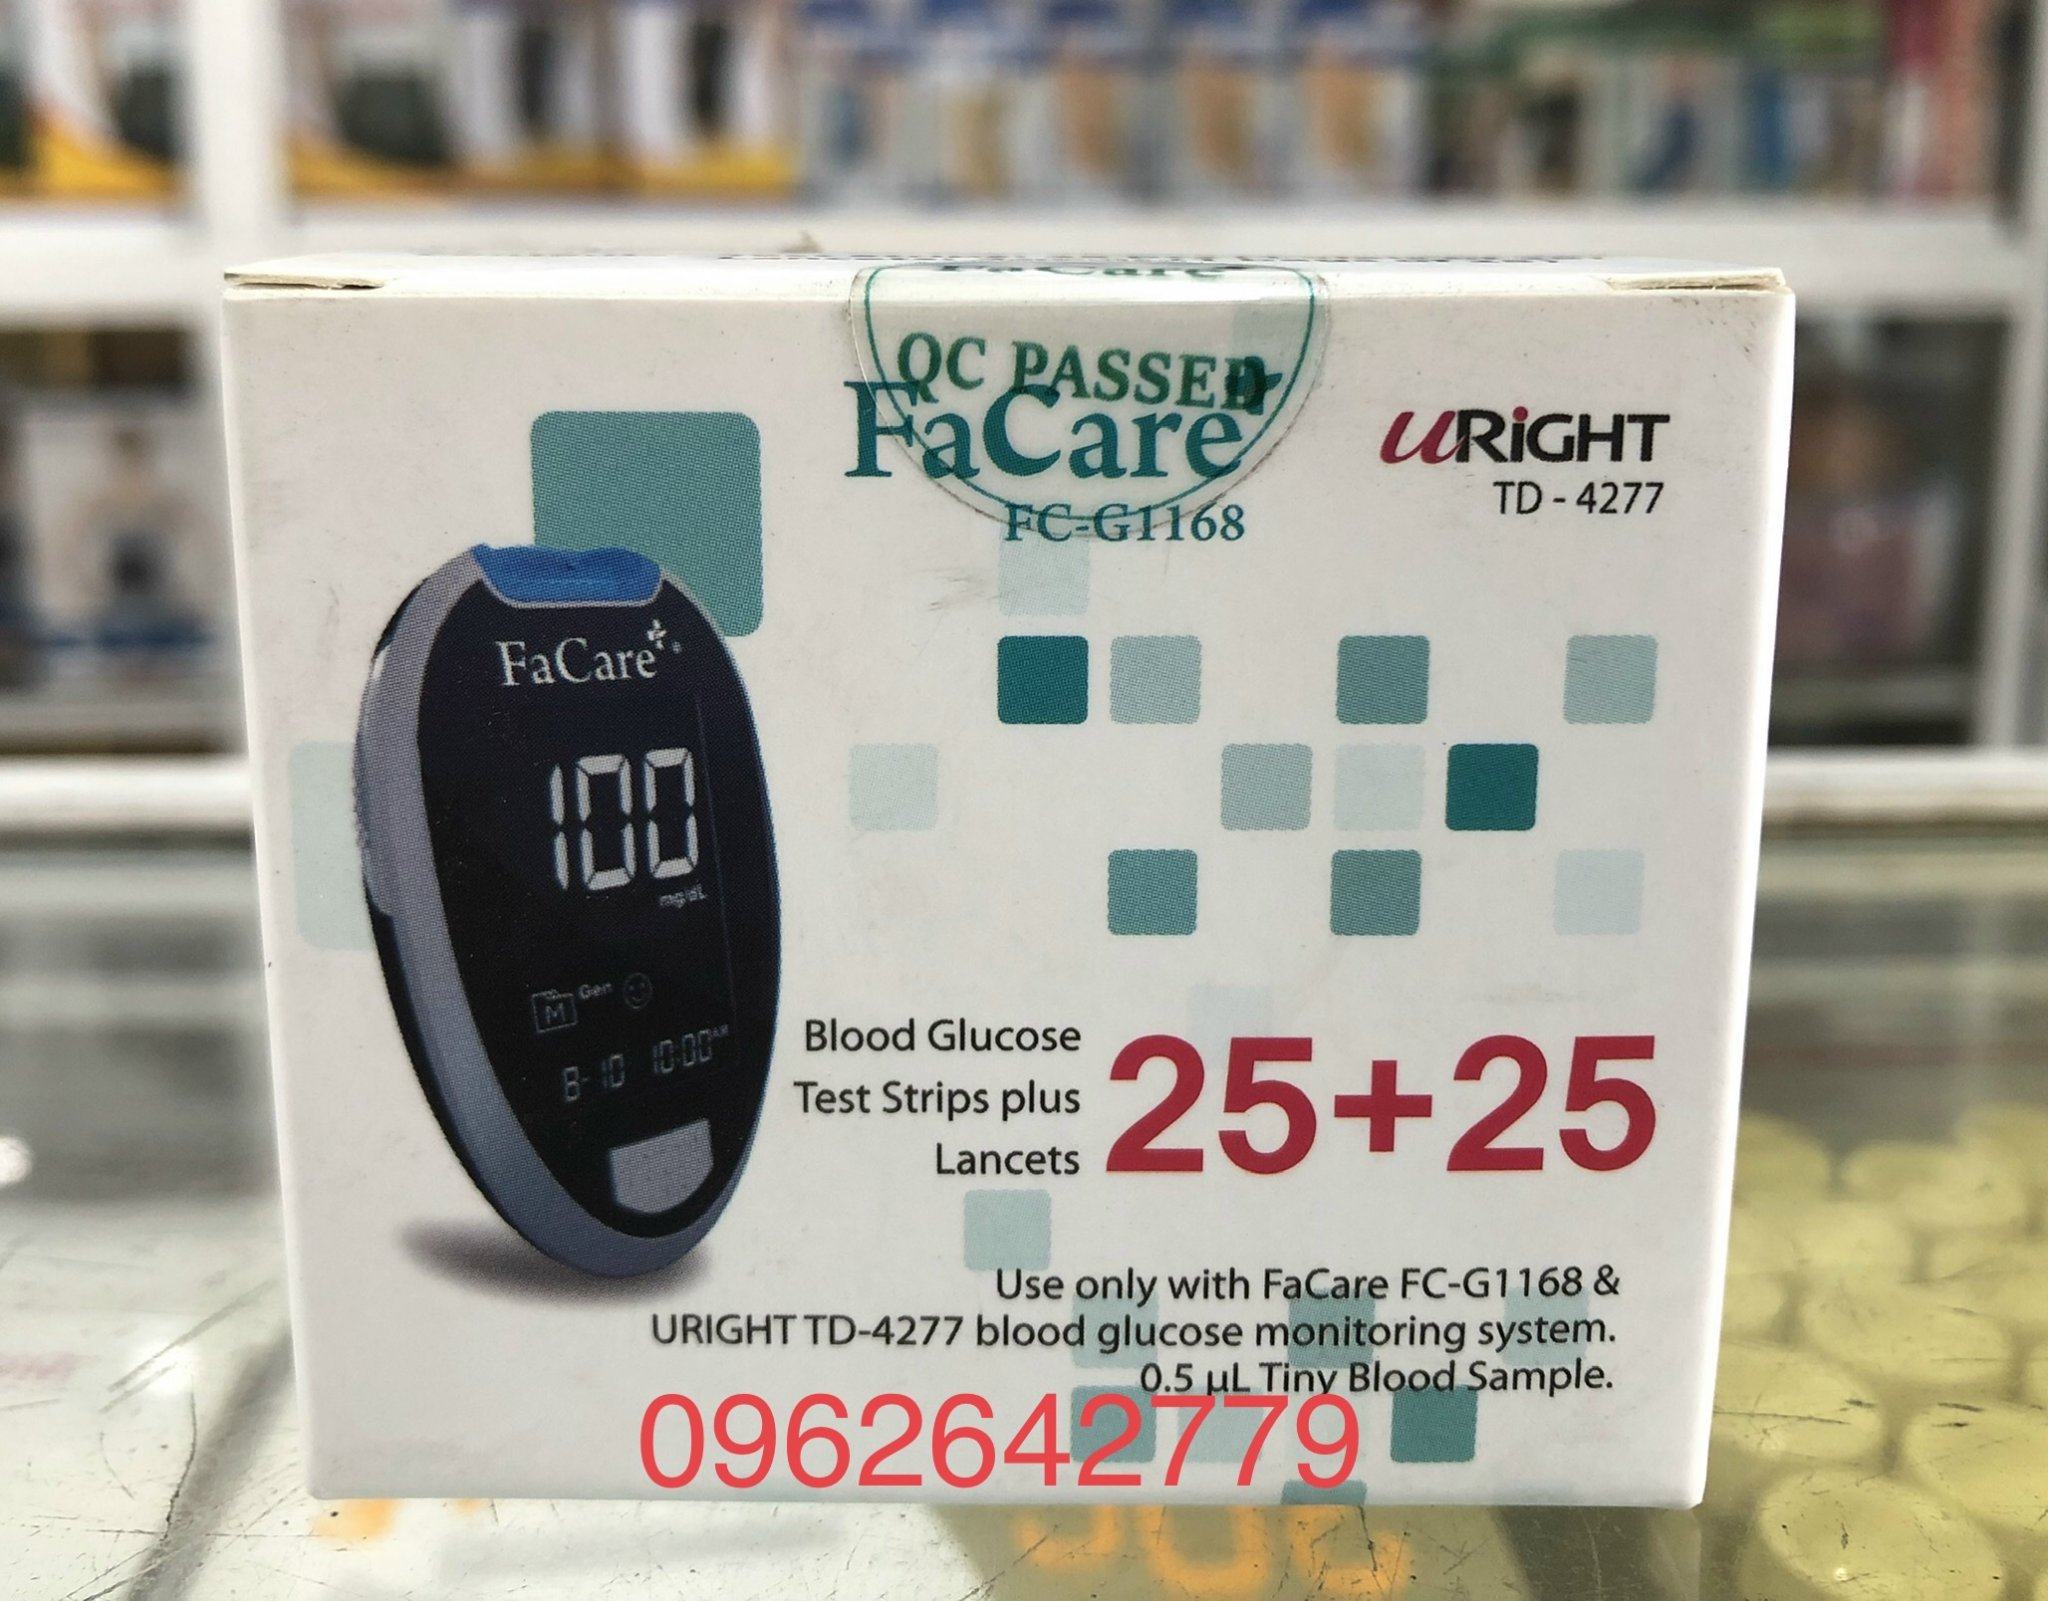 FaCare
QC PASSED
FaCare
FC-G1168
URiGHT
TD - 4277
FaCare
100
mg/dL
M
Gen
8-10 10:00 AM
Blood Glucose
Test Strips plus
Lancets
25+25
Use only with FaCare FC-G1168 &
URIGHT TD-4277 blood glucose monitoring system.
0.5 µL Tiny Blood Sample.
0962642779